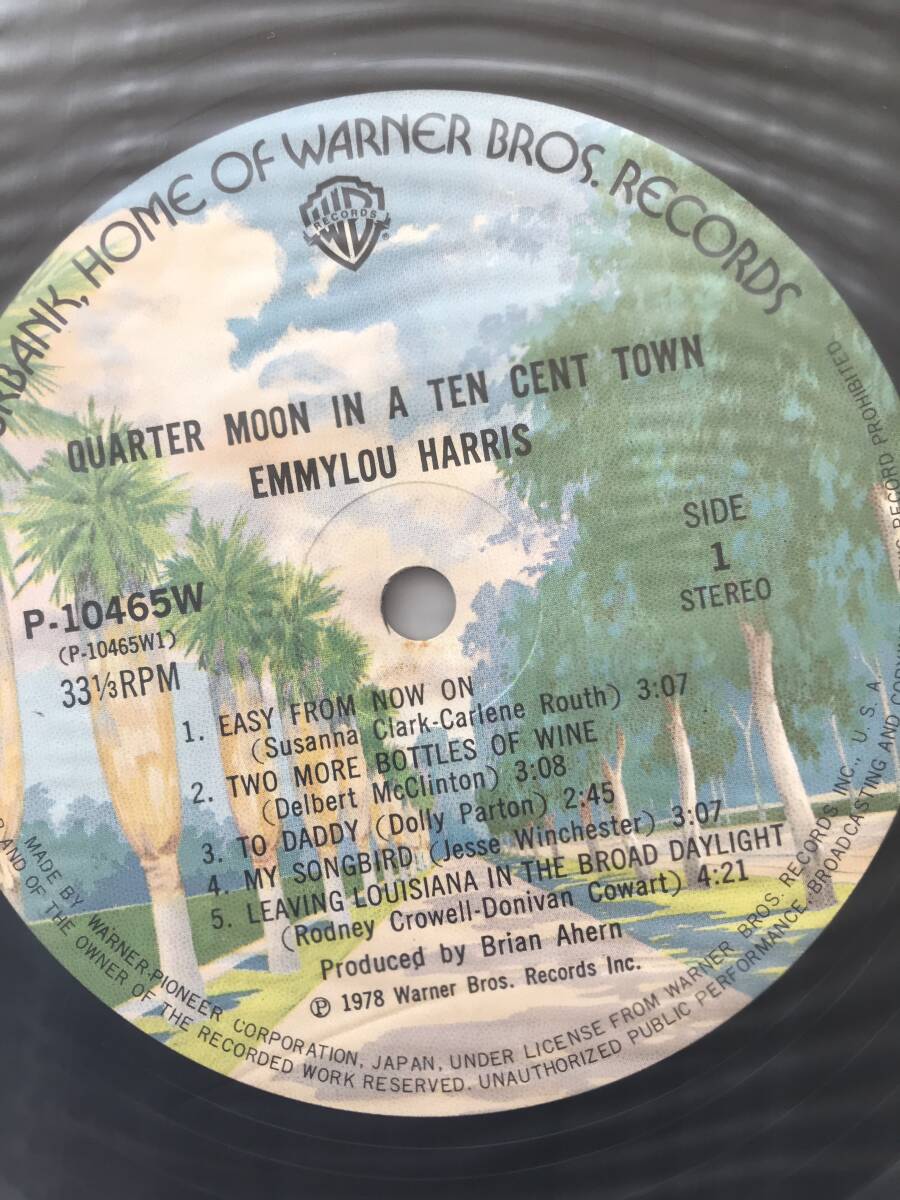 BURBANK, HOME OF WARNER BROS. RECORDS
WB
RECORDS
®
QUARTER MOON IN A TEN CENT TOWN
EMMYLOU HARRIS
SIDE
1
STEREO
P-10465W
(P-10465W1)
33⅓RPM
1. EASY FROM NOW ON
(Susanna Clark-Carlene Routh) 3:07
2. TWO MORE BOTTLES OF WINE
(Delbert McClinton) 3:08
3. TO DADDY (Dolly Parton) 2:45
4. MY SONGBIRD (Jesse Winchester) 3:07
5. LEAVING LOUISIANA IN THE BROAD DAYLIGHT
(Rodney Crowell-Donivan Cowart) 4:21
Produced by Brian Ahern
Ⓟ 1978 Warner Bros. Records Inc.
MADE BY WARNER-PIONEER CORPORATION, JAPAN, UNDER LICENSE FROM WARNER BROS. RECORDS INC., U. S. A.
AND OF THE OWNER OF THE RECORDED WORK RESERVED. UNAUTHORIZED PUBLIC PERFORMANCE, BROADCASTING AND RECORD PROHIBITED